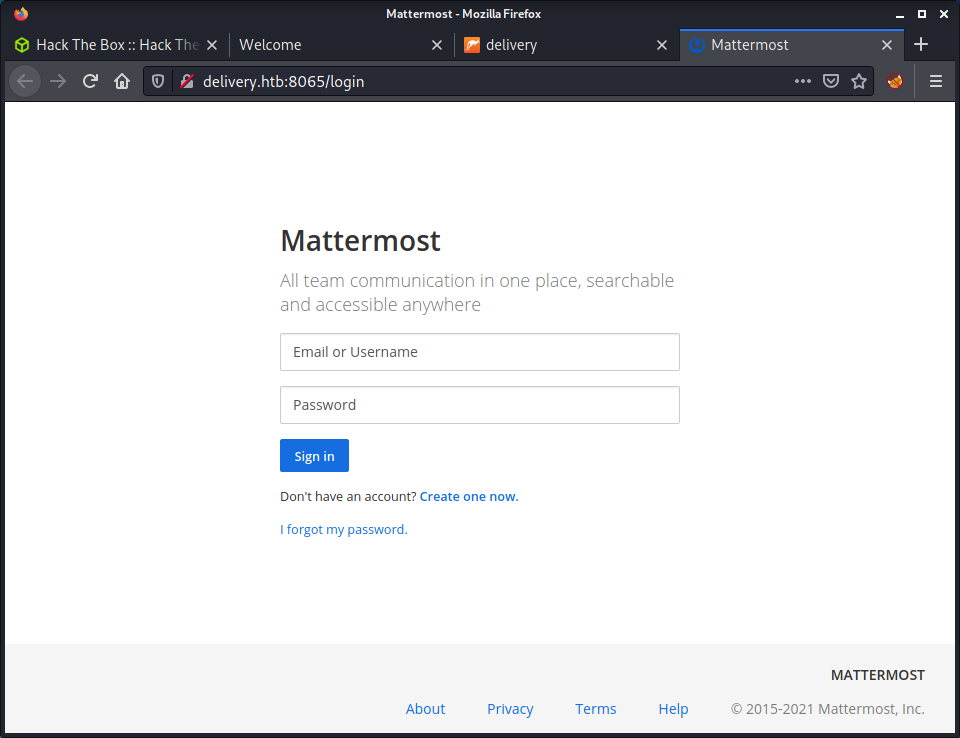 Mattermost - Mozilla Firefox
Hack The Box :: Hack The
Welcome
delivery
Mattermost
delivery.htb:8065/login
Mattermost
All team communication in one place, searchable
and accessible anywhere
Email or Username
Password
Sign in
Don't have an account? Create one now.
I forgot my password.
MATTERMOST
About Privacy Terms Help © 2015-2021 Mattermost, Inc.